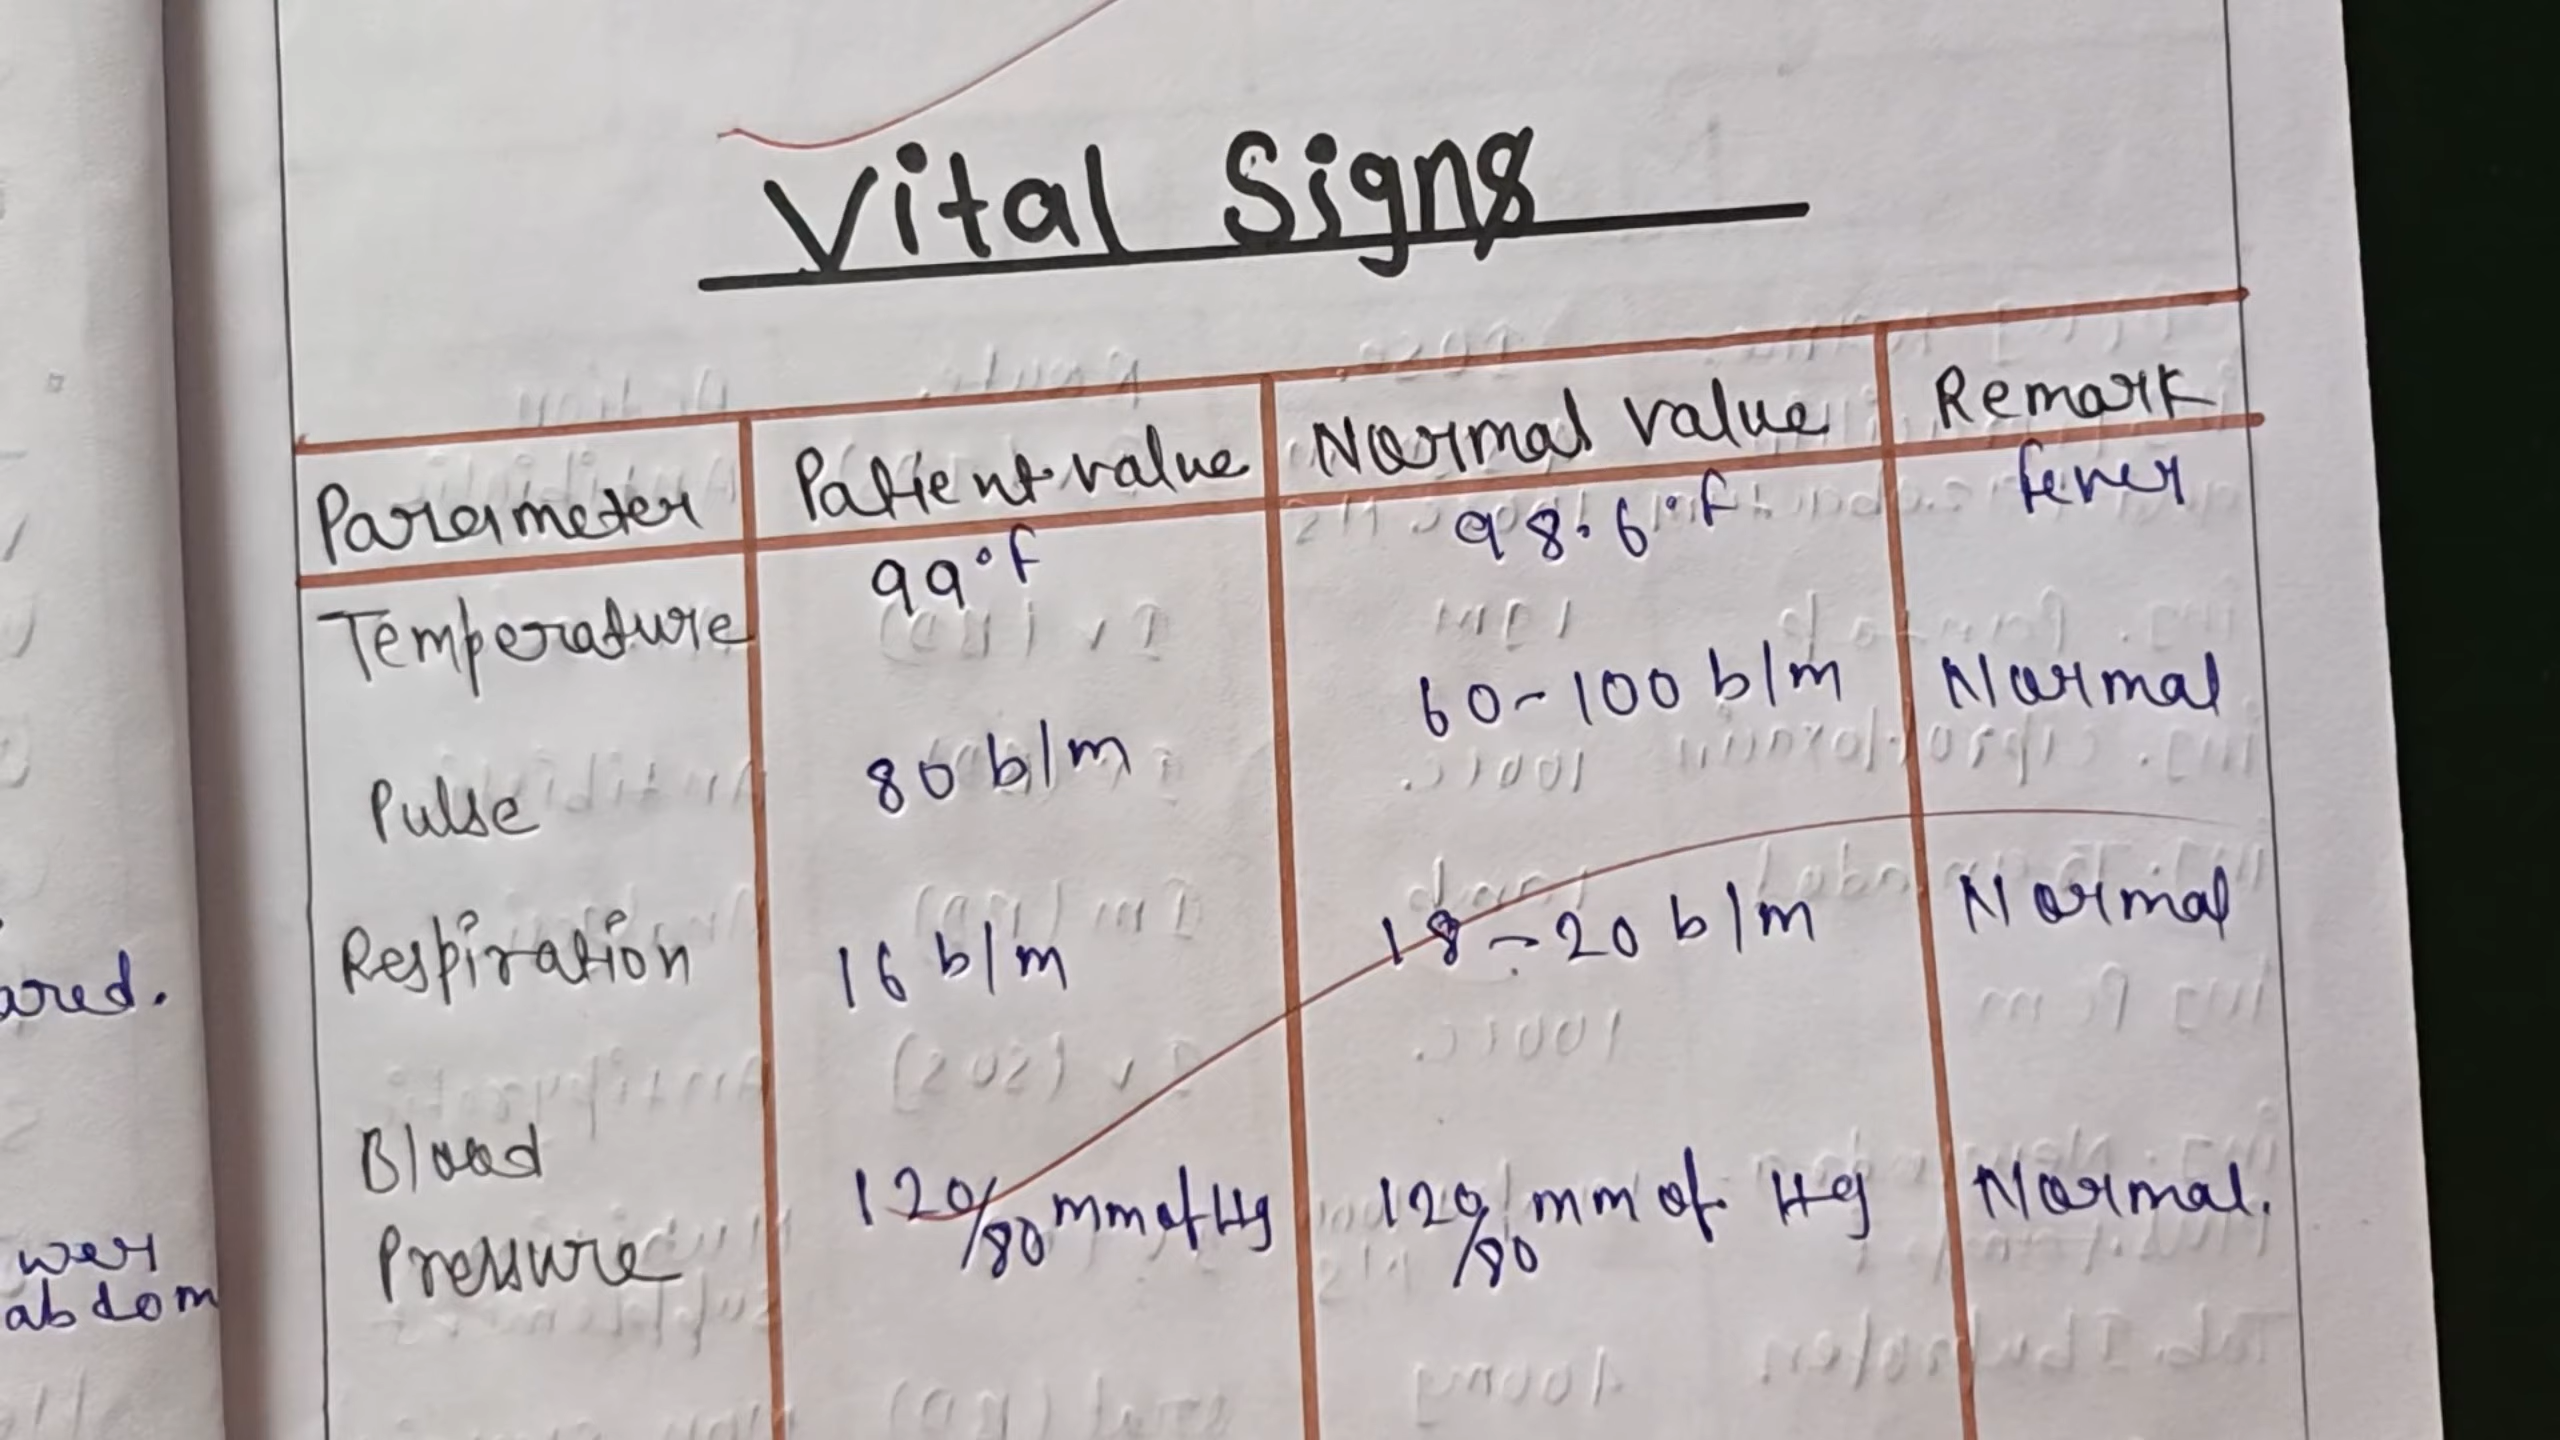 Vital Signs
Parameter Patient value Normal value Remark
Temperature 99°f 98.6°f fever
Pulse 80 b/m 60-100 b/m Normal
Respiration 16 b/m 18-20 b/m Normal
Blood
Pressure 120/80 mm of Hg 120/80 mm of Hg Normal.
abdom